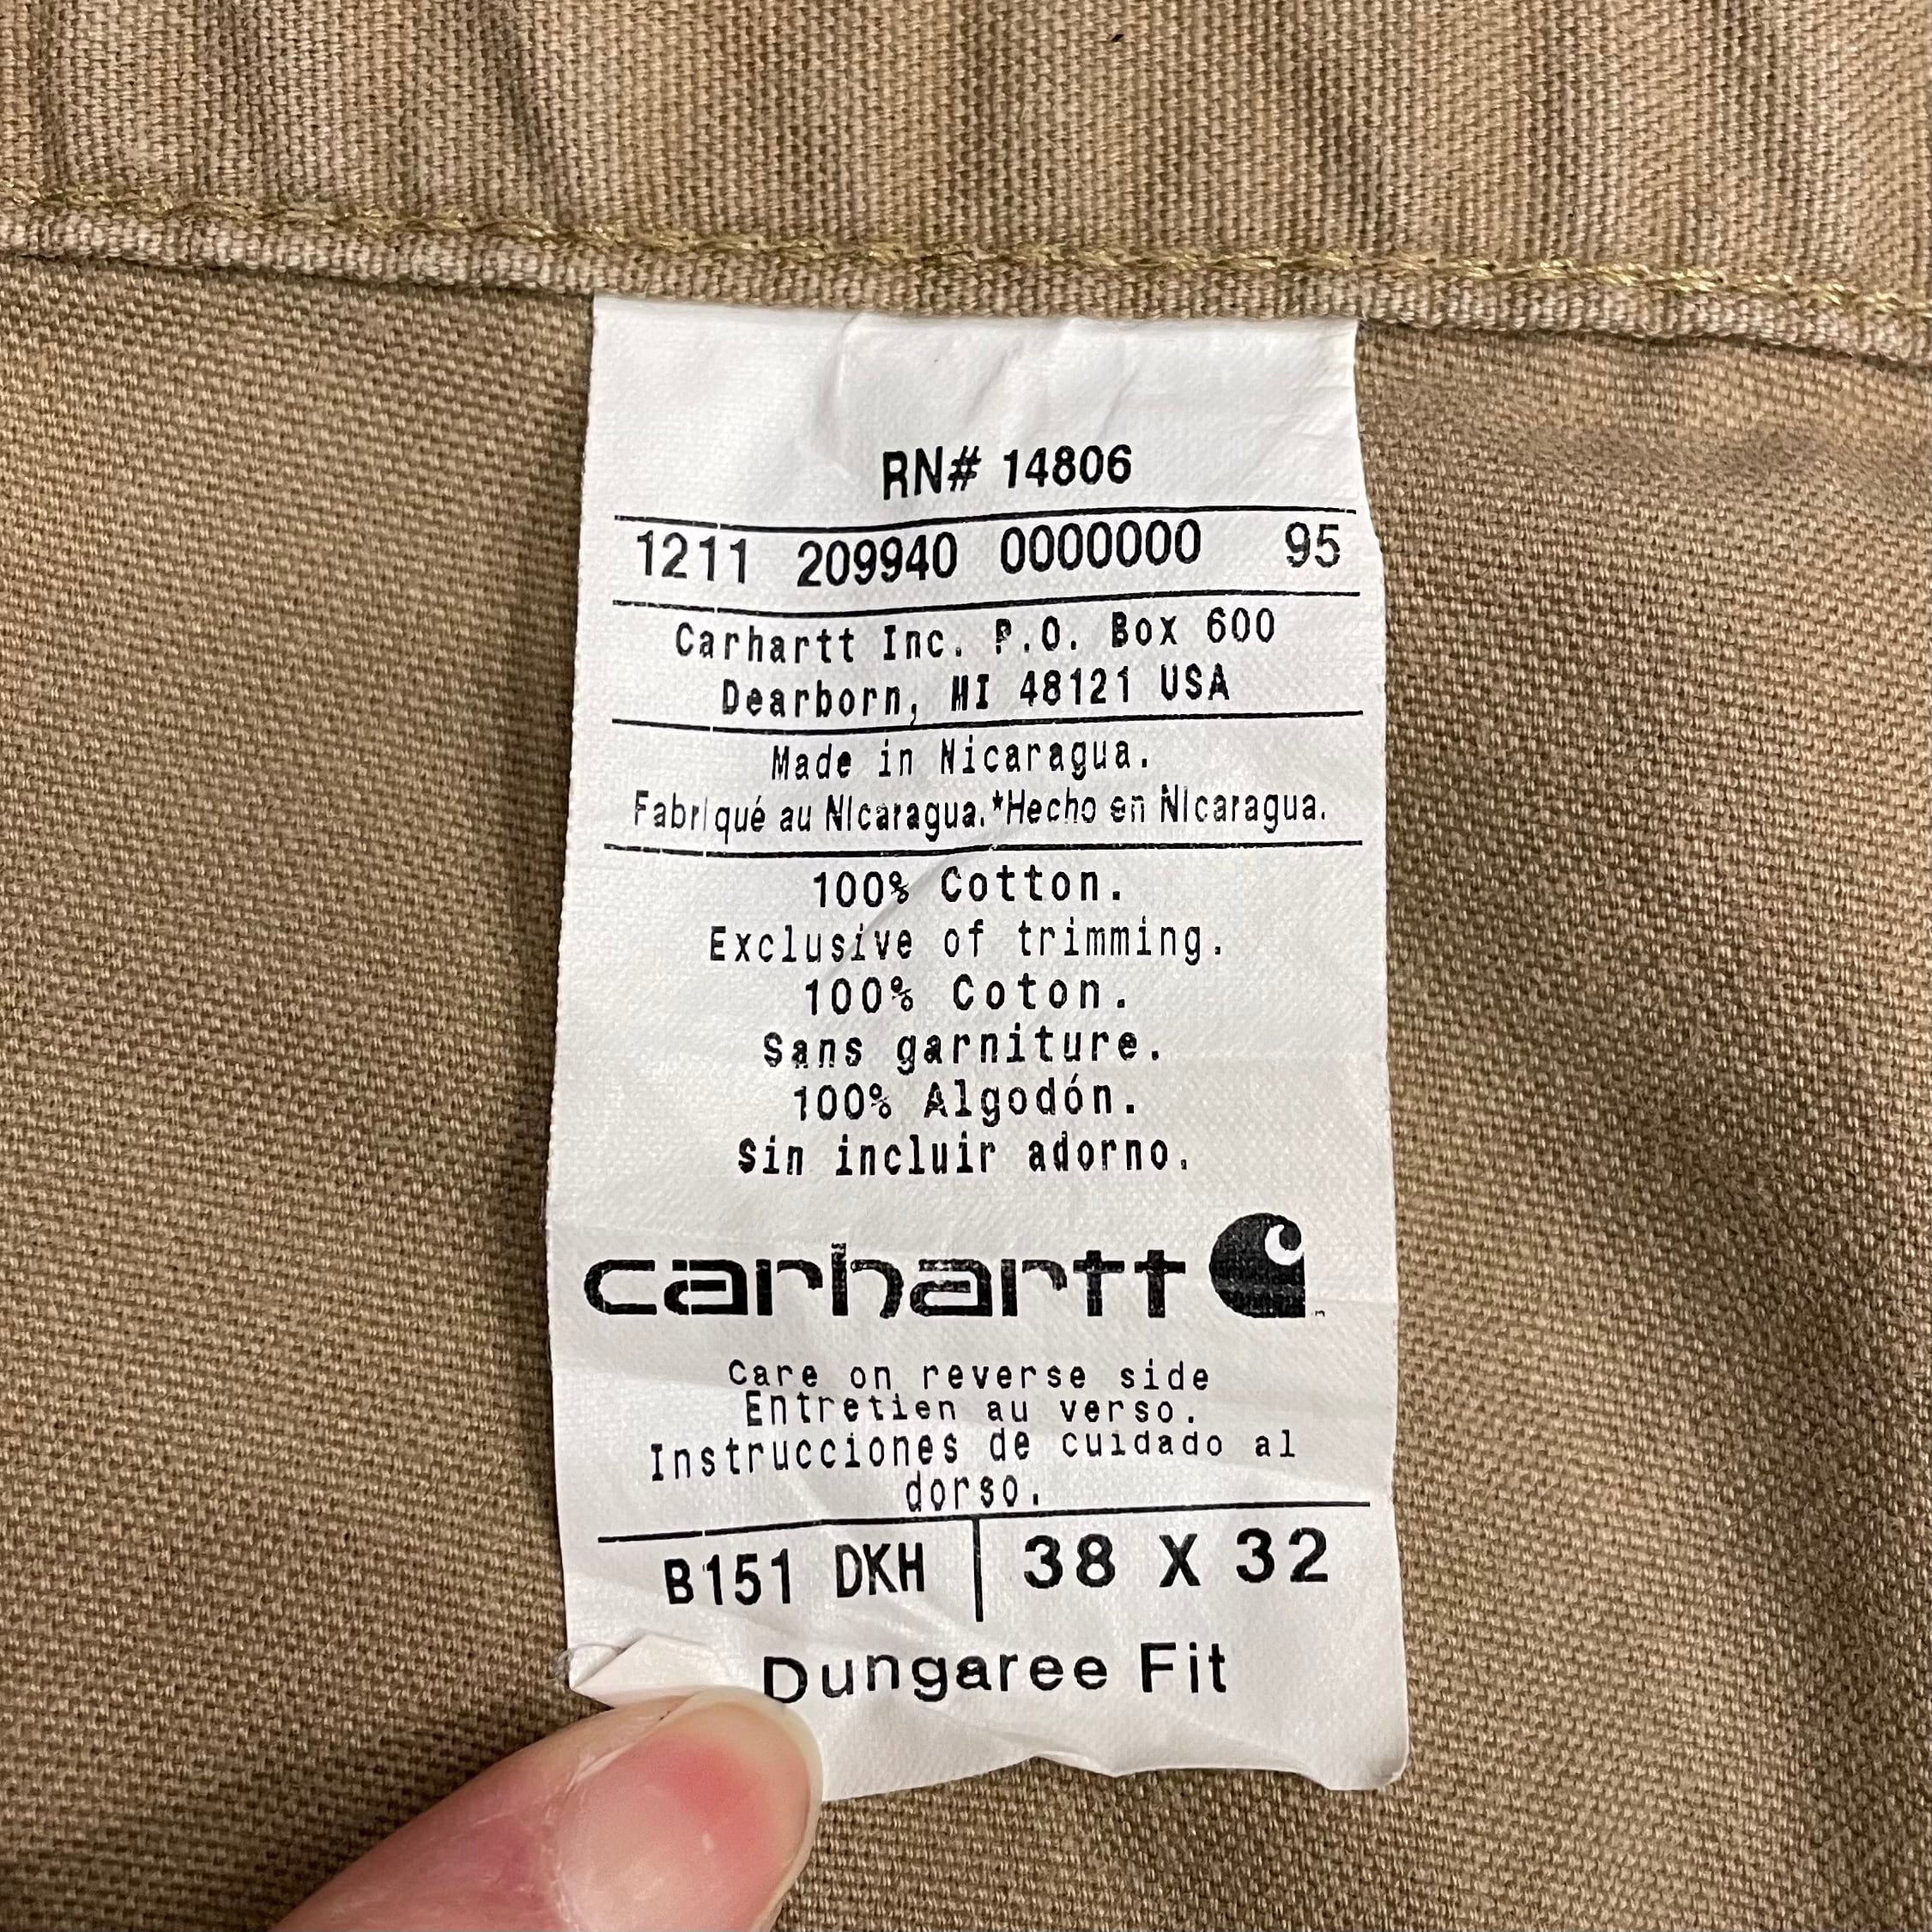 RN# 14806
1211 209940 0000000 95
Carhartt Inc. P.O. Box 600
Dearborn, MI 48121 USA
Made in Nicaragua.
Fabriqué au Nicaragua.*Hecho en Nicaragua.
100% Cotton.
Exclusive of trimming.
100% Coton.
Sans garniture.
100% Algodón.
Sin incluir adorno.
carhartt
Care on reverse side
Entretien au verso.
Instrucciones de cuidado al
dorso.
B151 DKH 38 X 32
Dungaree Fit